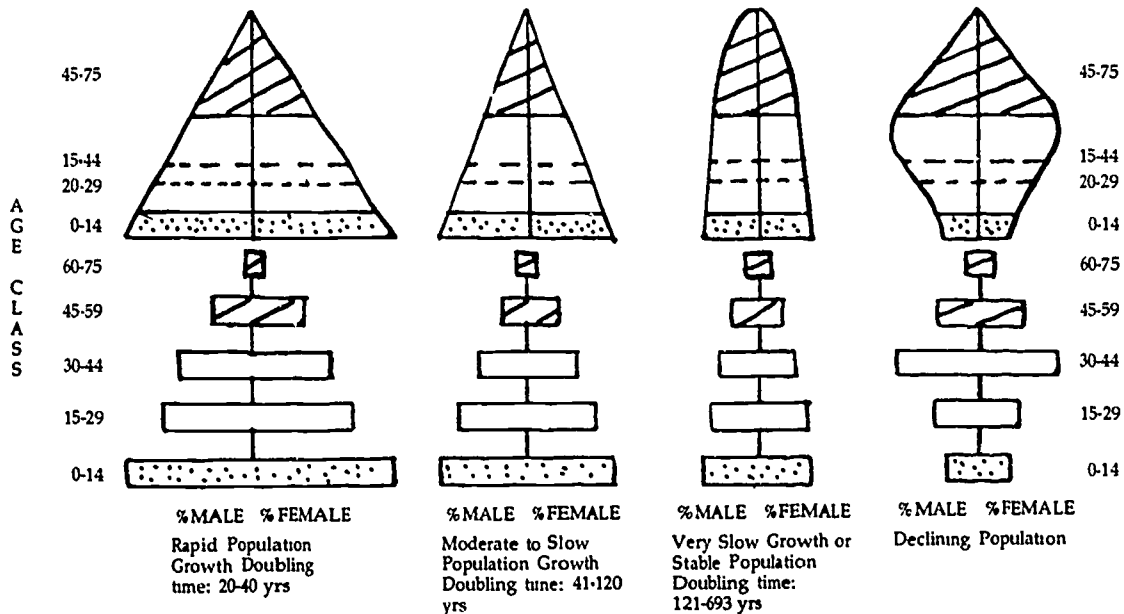 45-75
15-44
20-29
0-14
60-75
45-59
30-44
15-29
0-14
AGE CLASS
45-75
15-44
20-29
0-14
60-75
45-59
30-44
15-29
0-14
%MALE %FEMALE
Rapid Population
Growth Doubling
time: 20-40 yrs
%MALE %FEMALE
Moderate to Slow
Population Growth
Doubling time: 41-120
yrs
%MALE %FEMALE
Very Slow Growth or
Stable Population
Doubling time:
121-693 yrs
%MALE %FEMALE
Declining Population